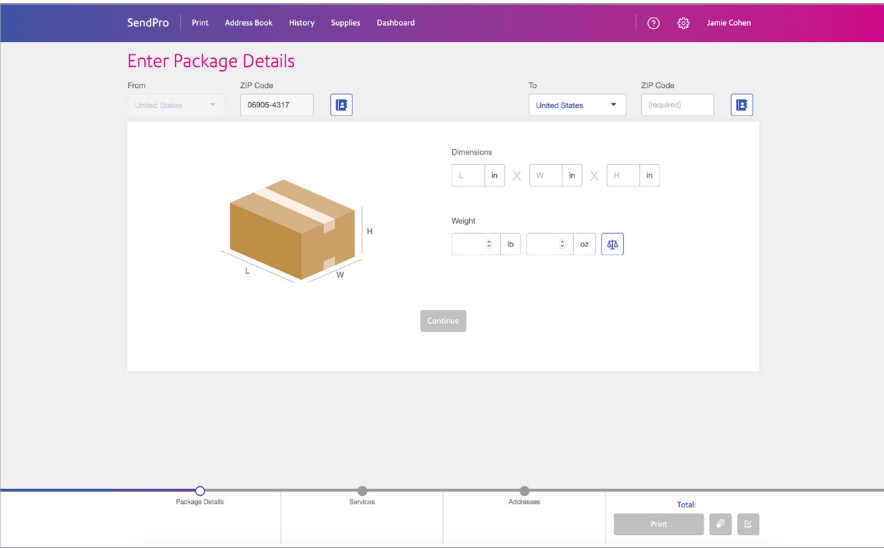 SendPro Print Address Book History Supplies Dashboard ? Jamie Cohen
Enter Package Details
From ZIP Code To ZIP Code
United States 06905-4317 United States (required)
Dimensions
L in X W in X H in
H
Weight
lb oz
L W
Continue
Package Details Services Addresses Total:
Print